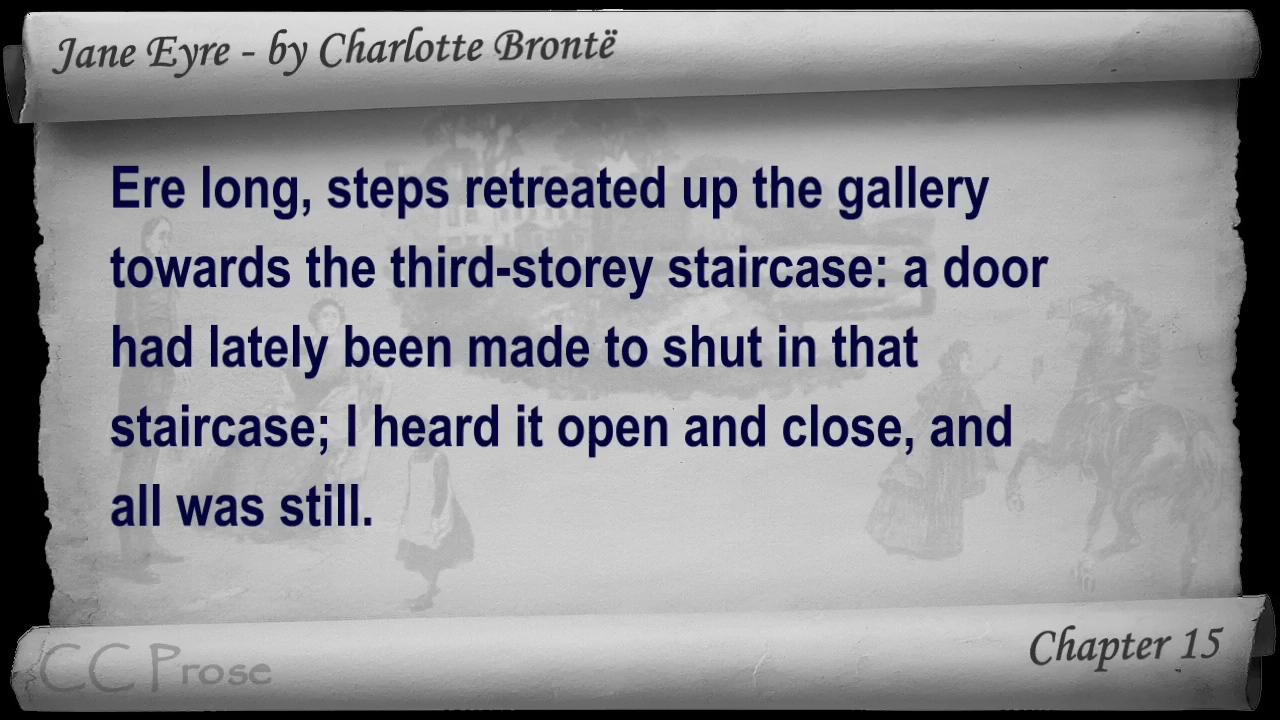 Jane Eyre - by Charlotte Brontë
Ere long, steps retreated up the gallery
towards the third-storey staircase: a door
had lately been made to shut in that
staircase; I heard it open and close, and
all was still.
CC Prose
Chapter 15